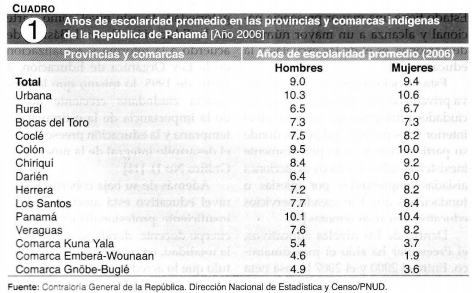 CUADRO
1 Años de escolaridad promedio en las provincias y comarcas indígenas
de la República de Panamá [Año 2006]
Provincias y comarcas Años de escolaridad promedio (2006)
Hombres Mujeres
Total 9.0 9.4
Urbana 10.3 10.6
Rural 6.5 6.7
Bocas del Toro 7.3 7.3
Coclé 7.5 8.2
Colón 9.5 10.0
Chiriquí 8.4 9.2
Darién 6.4 6.0
Herrera 7.2 8.2
Los Santos 7.7 8.4
Panamá 10.1 10.4
Veraguas 7.6 8.2
Comarca Kuna Yala 5.4 3.7
Comarca Emberá-Wounaan 4.6 1.9
Comarca Gnöbe-Buglé 4.9 3.6
Fuente: Contraloría General de la República. Dirección Nacional de Estadística y Censo/PNUD.